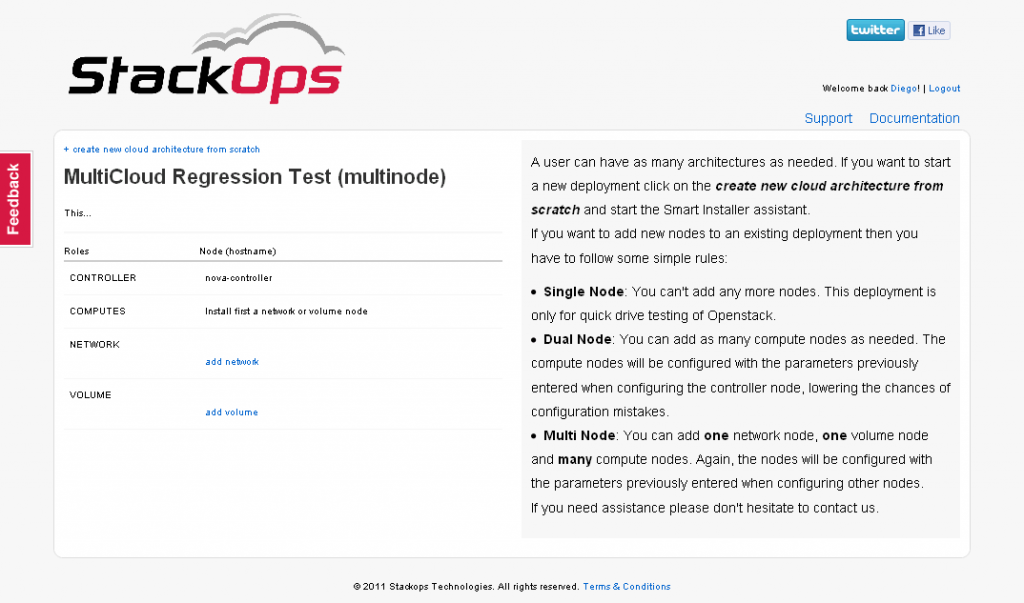 StackOps
twitter
Like
Welcome back Diego! | Logout
Support Documentation
Feedback
+ create new cloud architecture from scratch
MultiCloud Regression Test (multinode)
This...
Roles Node (hostname)
CONTROLLER nova-controller
COMPUTES Install first a network or volume node
NETWORK
add network
VOLUME
add volume
A user can have as many architectures as needed. If you want to start
a new deployment click on the create new cloud architecture from
scratch and start the Smart Installer assistant.
If you want to add new nodes to an existing deployment then you
have to follow some simple rules:
• Single Node: You can't add any more nodes. This deployment is
only for quick drive testing of Openstack.
• Dual Node: You can add as many compute nodes as needed. The
compute nodes will be configured with the parameters previously
entered when configuring the controller node, lowering the chances of
configuration mistakes.
• Multi Node: You can add one network node, one volume node
and many compute nodes. Again, the nodes will be configured with
the parameters previously entered when configuring other nodes.
If you need assistance please don't hesitate to contact us.
© 2011 Stackops Technologies. All rights reserved. Terms & Conditions